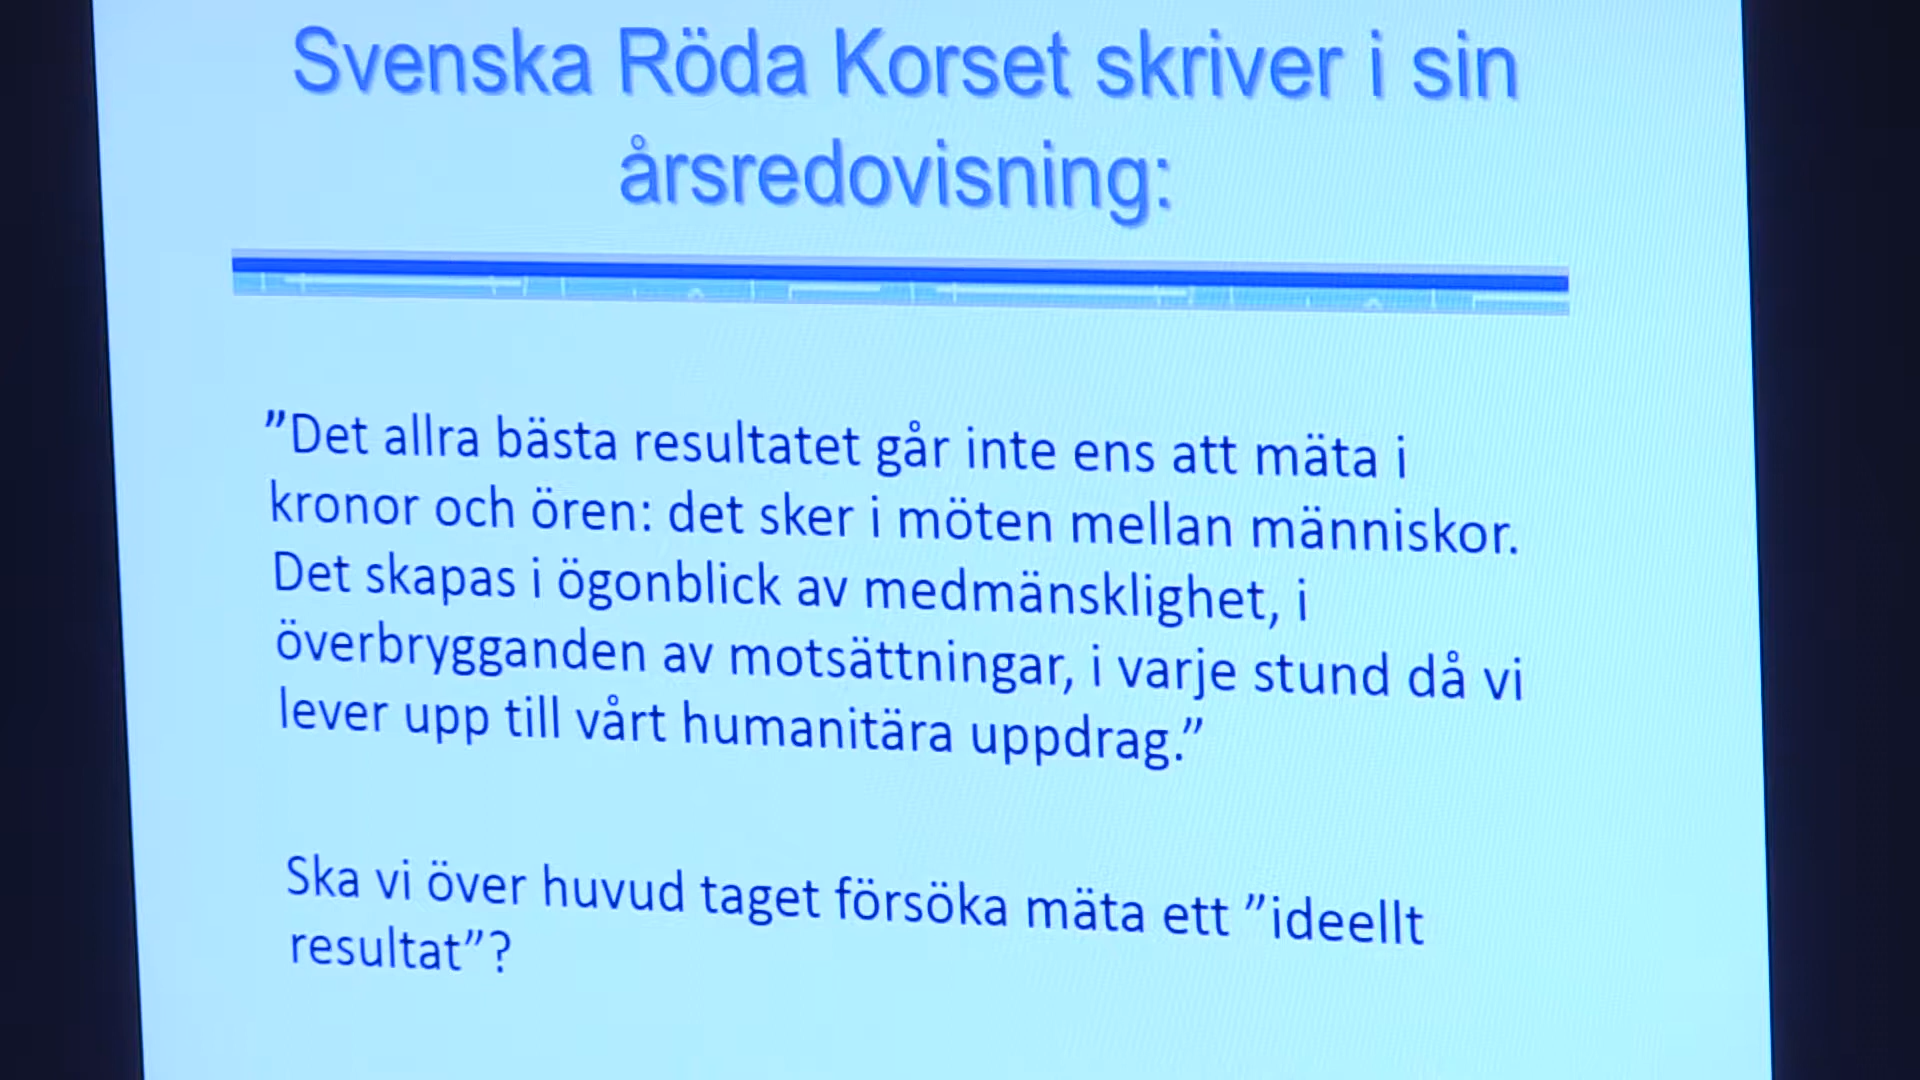 Svenska Röda Korset skriver i sin
årsredovisning:
”Det allra bästa resultatet går inte ens att mäta i
kronor och ören: det sker i möten mellan människor.
Det skapas i ögonblick av medmänsklighet, i
överbrygganden av motsättningar, i varje stund då vi
lever upp till vårt humanitära uppdrag.”
Ska vi över huvud taget försöka mäta ett ”ideellt
resultat”?